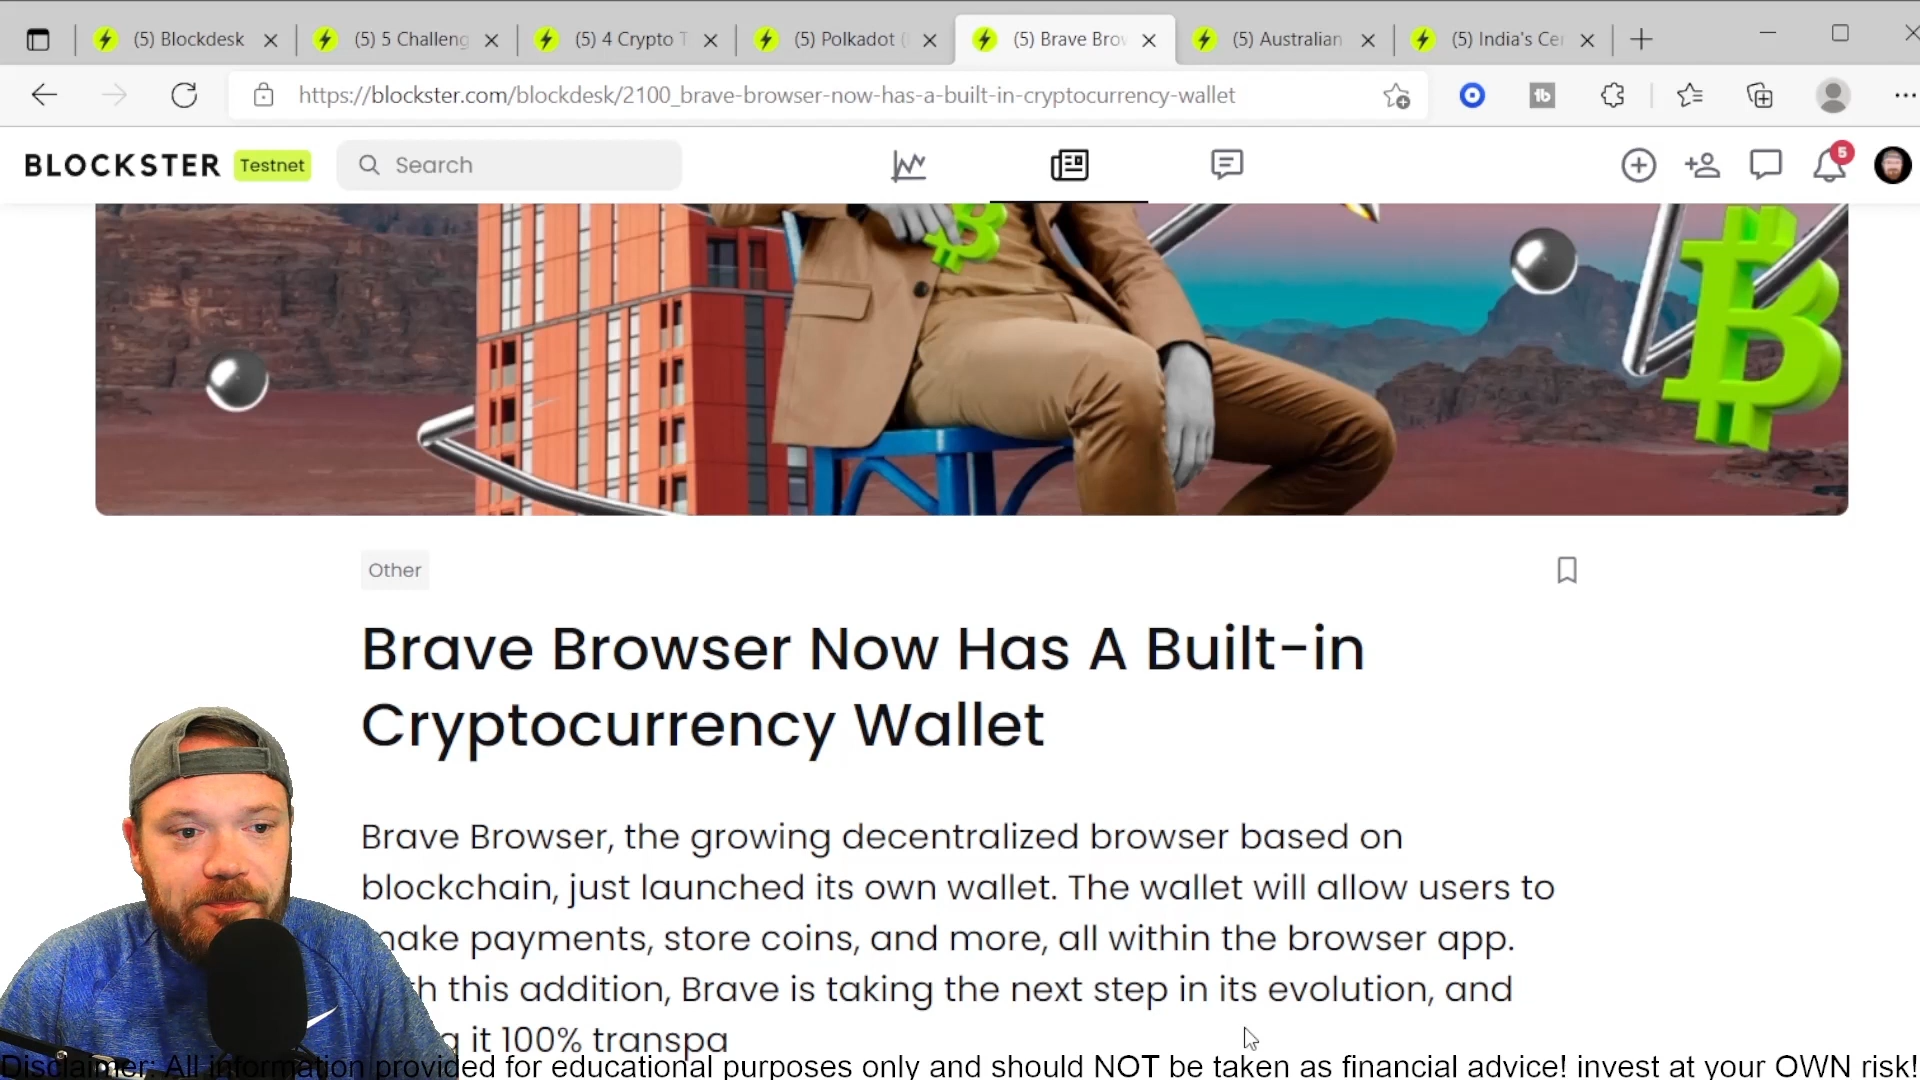 (5) Blockdesk (5) 5 Challeng (5) 4 Crypto T (5) Polkadot ( (5) Brave Brow (5) Australian (5) India's Cer
https://blockster.com/blockdesk/2100_brave-browser-now-has-a-built-in-cryptocurrency-wallet
BLOCKSTER Testnet Search 5
Other
Brave Browser Now Has A Built-in
Cryptocurrency Wallet
Brave Browser, the growing decentralized browser based on
blockchain, just launched its own wallet. The wallet will allow users to
make payments, store coins, and more, all within the browser app.
this addition, Brave is taking the next step in its evolution, and
it 100% transpa
Disclaimer: All information provided for educational purposes only and should NOT be taken as financial advice! invest at your OWN risk!